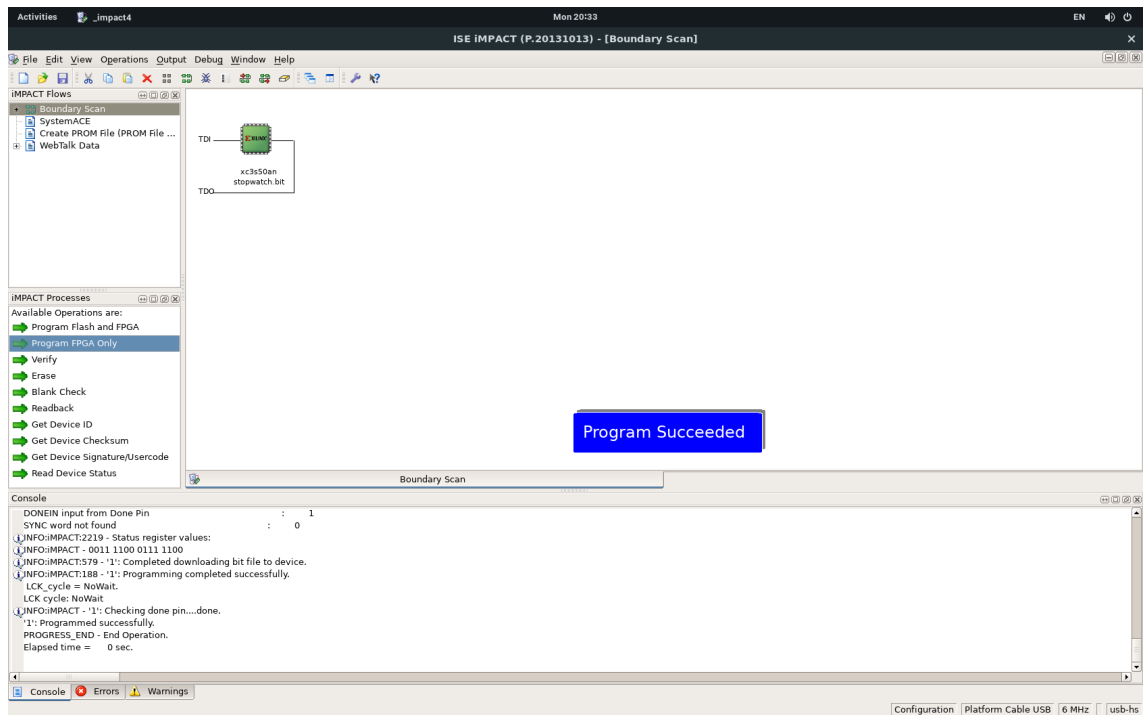 Activities _impact4 Mon 20:33 EN
ISE iMPACT (P.20131013) - [Boundary Scan]
File Edit View Operations Output Debug Window Help
iMPACT Flows
Boundary Scan
SystemACE
Create PROM File (PROM File ...
WebTalk Data
TDI
XILINX
xc3s50an
stopwatch.bit
TDO
iMPACT Processes
Available Operations are:
Program Flash and FPGA
Program FPGA Only
Verify
Erase
Blank Check
Readback
Get Device ID
Get Device Checksum
Get Device Signature/Usercode
Read Device Status
Program Succeeded
Boundary Scan
Console
DONEIN input from Done Pin : 1
SYNC word not found : 0
INFO:iMPACT:2219 - Status register values:
INFO:iMPACT - 0011 1100 0111 1100
INFO:iMPACT:579 - '1': Completed downloading bit file to device.
INFO:iMPACT:188 - '1': Programming completed successfully.
LCK_cycle = NoWait.
LCK cycle: NoWait
INFO:iMPACT - '1': Checking done pin....done.
'1': Programmed successfully.
PROGRESS_END - End Operation.
Elapsed time = 0 sec.
Console Errors Warnings
Configuration Platform Cable USB 6 MHz usb-hs